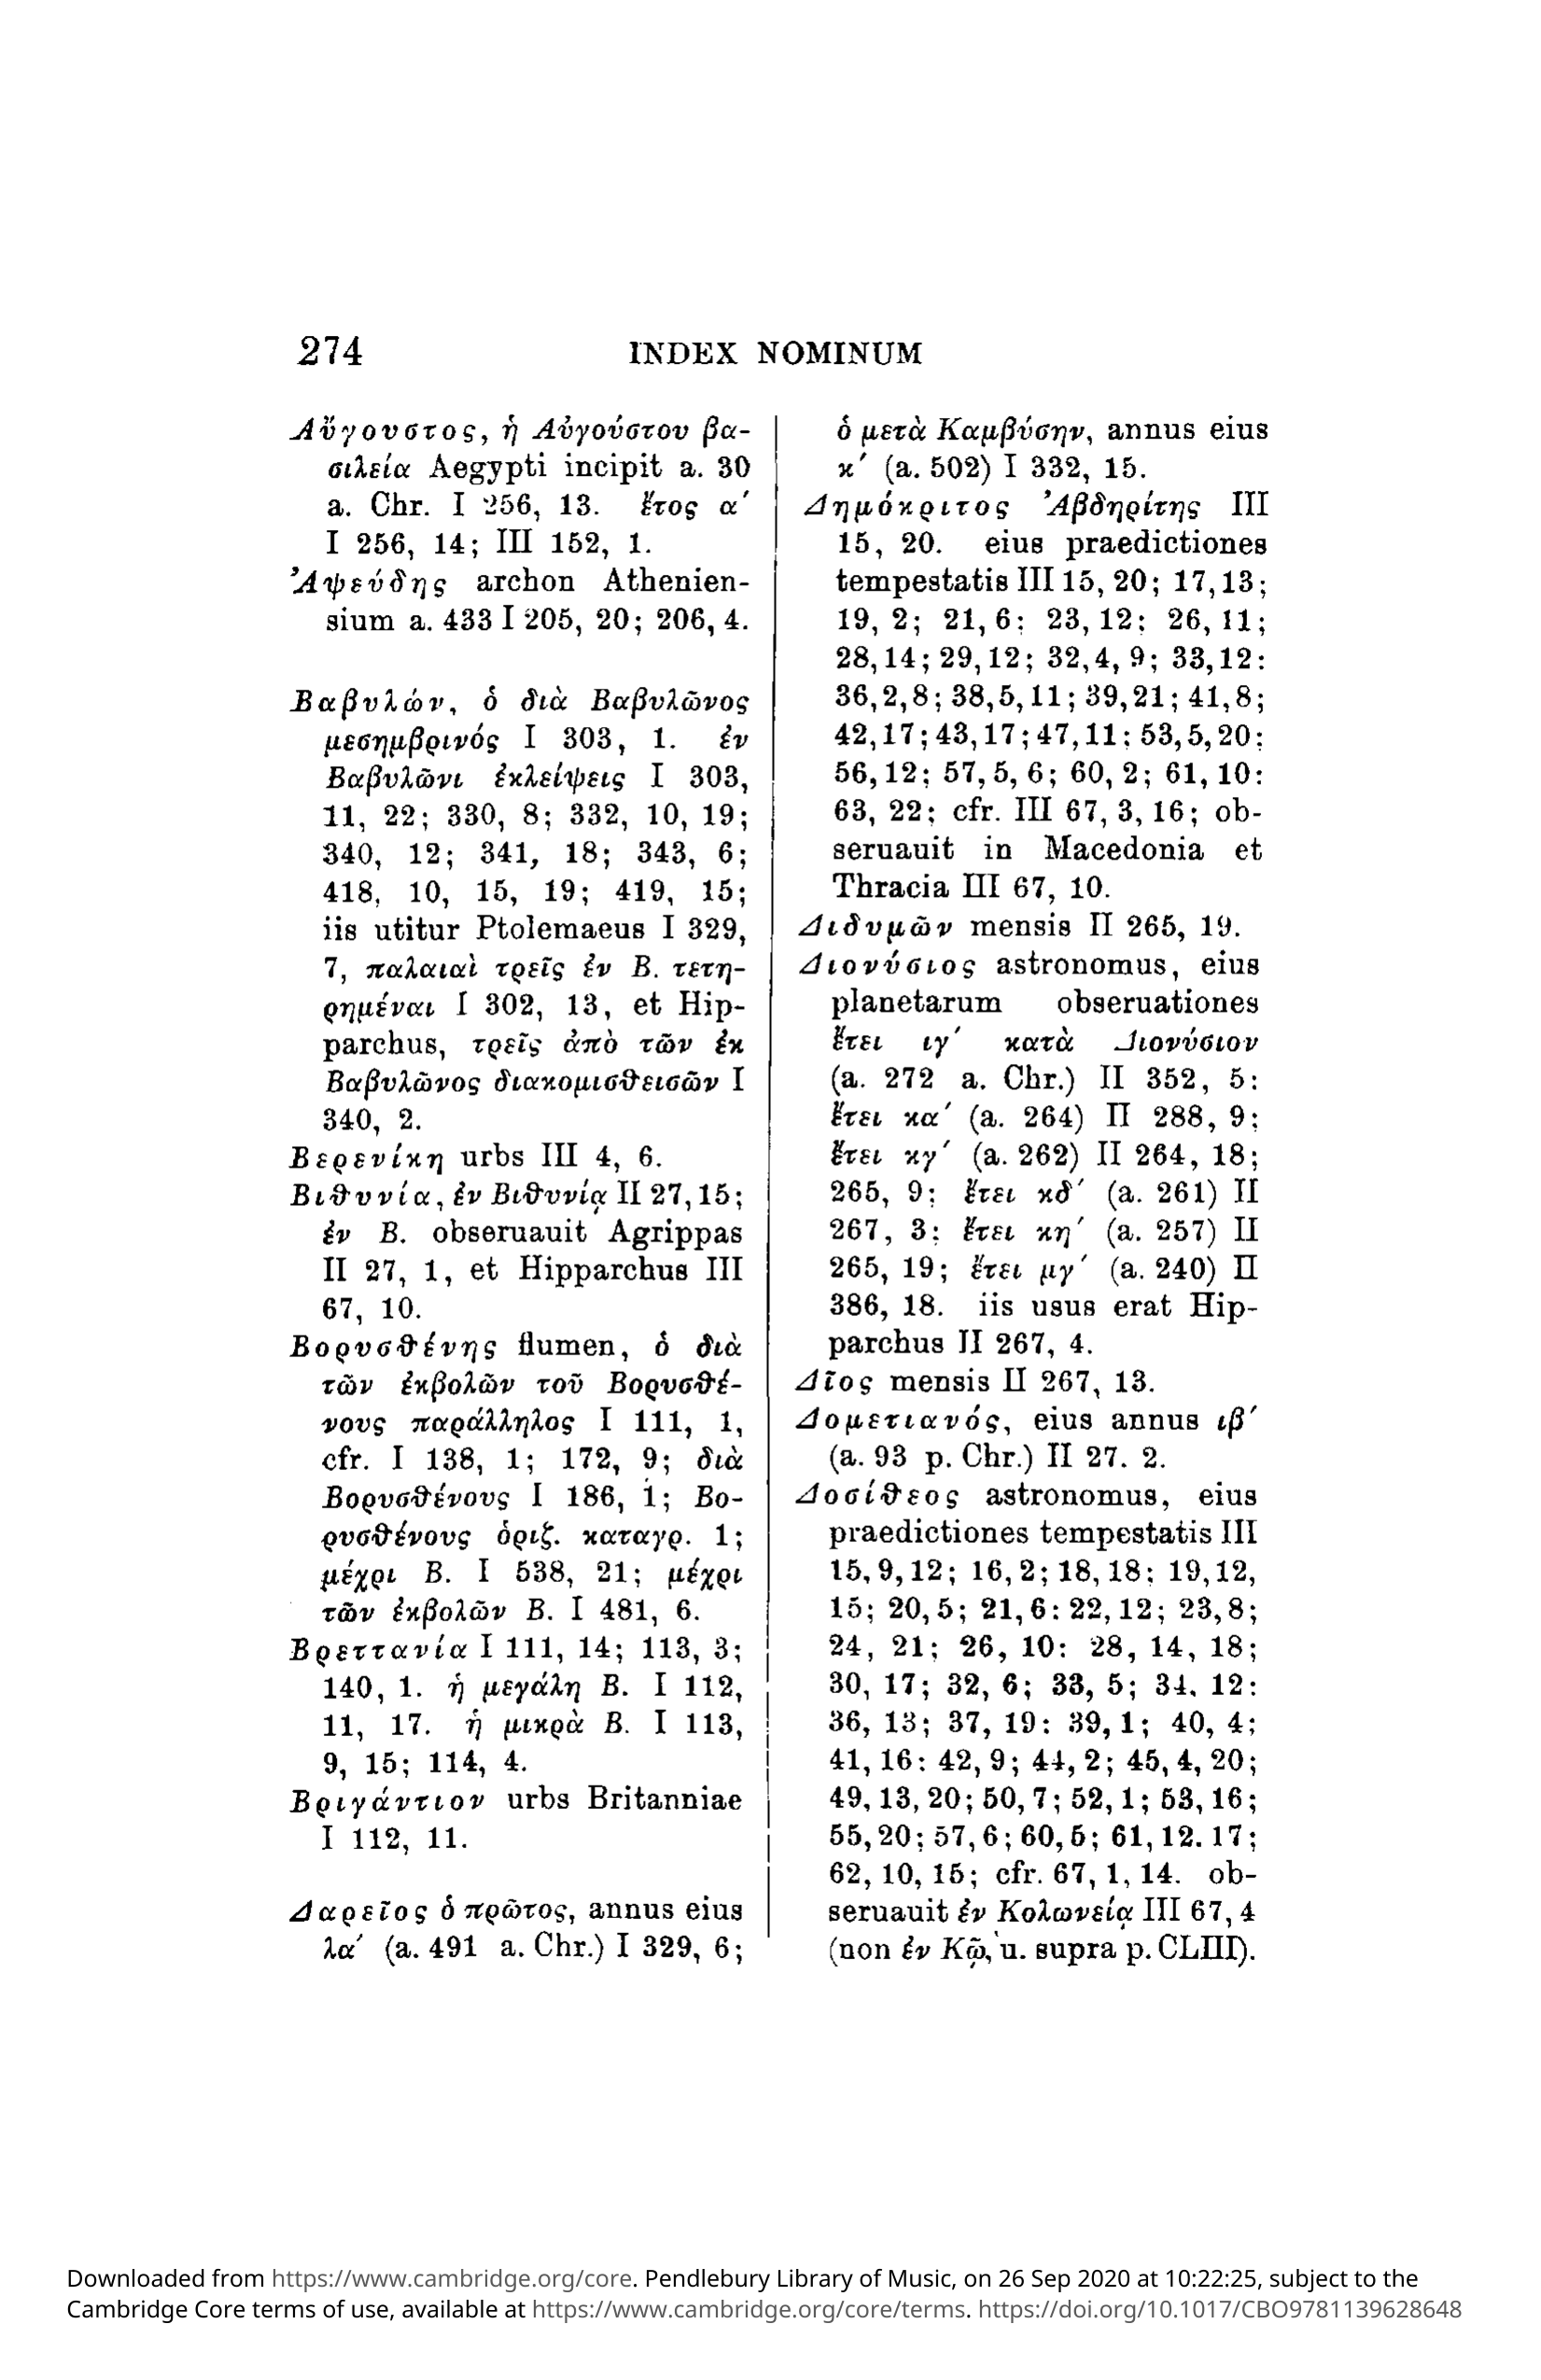 274 INDEX NOMINUM
Αὔγουστος, ἡ Αὐγούστου βα-
σιλεία Aegypti incipit a. 30
a. Chr. I 256, 13. ἔτος α′
I 256, 14; III 152, 1.
Ἀψεύδης archon Athenien-
sium a. 433 I 205, 20; 206, 4.
Βαβυλών, ὁ διὰ Βαβυλῶνος
μεσημβρινός I 303, 1. ἐν
Βαβυλῶνι ἐκλείψεις I 303,
11, 22; 330, 8; 332, 10, 19;
340, 12; 341, 18; 343, 6;
418, 10, 15, 19; 419, 15;
iis utitur Ptolemaeus I 329,
7, παλαιαὶ τρεῖς ἐν Β. τετη-
ρημέναι I 302, 13, et Hip-
parchus, τρεῖς ἀπὸ τῶν ἐκ
Βαβυλῶνος διακομισθεισῶν I
340, 2.
Βερενίκη urbs III 4, 6.
Βιθυνία, ἐν Βιθυνίᾳ II 27, 15;
ἐν Β. obseruauit Agrippas
II 27, 1, et Hipparchus III
67, 10.
Βορυσθένης flumen, ὁ διὰ
τῶν ἐκβολῶν τοῦ Βορυσθέ-
νους παράλληλος I 111, 1,
cfr. I 138, 1; 172, 9; διὰ
Βορυσθένους I 186, 1; Βο-
ρυσθένους ὁριζ. καταγρ. 1;
μέχρι Β. I 538, 21; μέχρι
τῶν ἐκβολῶν Β. I 481, 6.
Βρεττανία I 111, 14; 113, 3;
140, 1. ἡ μεγάλη Β. I 112,
11, 17. ἡ μικρὰ Β. I 113,
9, 15; 114, 4.
Βριγάντιον urbs Britanniae
I 112, 11.
Δαρεῖος ὁ πρῶτος, annus eius
λα′ (a. 491 a. Chr.) I 329, 6;
ὁ μετὰ Καμβύσην, annus eius
κ′ (a. 502) I 332, 15.
Δημόκριτος Ἀβδηρίτης III
15, 20. eius praedictiones
tempestatis III 15, 20; 17, 13;
19, 2; 21, 6; 23, 12; 26, 11;
28, 14; 29, 12; 32, 4, 9; 33, 12;
36, 2, 8; 38, 5, 11; 39, 21; 41, 8;
42, 17; 43, 17; 47, 11; 53, 5, 20;
56, 12; 57, 5, 6; 60, 2; 61, 10;
63, 22; cfr. III 67, 3, 16; ob-
seruauit in Macedonia et
Thracia III 67, 10.
Διδυμῶν mensis II 265, 19.
Διονύσιος astronomus, eius
planetarum obseruationes
ἔτει ιγ′ κατὰ Διονύσιον
(a. 272 a. Chr.) II 352, 5;
ἔτει κα′ (a. 264) II 288, 9;
ἔτει κγ′ (a. 262) II 264, 18;
265, 9; ἔτει κδ′ (a. 261) II
267, 3; ἔτει κη′ (a. 257) II
265, 19; ἔτει μγ′ (a. 240) II
386, 18. iis usus erat Hip-
parchus II 267, 4.
Δῖος mensis II 267, 13.
Δομετιανός, eius annus ιβ′
(a. 93 p. Chr.) II 27. 2.
Δοσίθεος astronomus, eius
praedictiones tempestatis III
15, 9, 12; 16, 2; 18, 18; 19, 12,
15; 20, 5; 21, 6; 22, 12; 23, 8;
24, 21; 26, 10; 28, 14, 18;
30, 17; 32, 6; 33, 5; 34, 12;
36, 13; 37, 19; 39, 1; 40, 4;
41, 16; 42, 9; 44, 2; 45, 4, 20;
49, 13, 20; 50, 7; 52, 1; 53, 16;
55, 20; 57, 6; 60, 5; 61, 12. 17;
62, 10, 15; cfr. 67, 1, 14. ob-
seruauit ἐν Κολωνείᾳ III 67, 4
(non ἐν Κῷ, u. supra p. CLIII).
Downloaded from https://www.cambridge.org/core. Pendlebury Library of Music, on 26 Sep 2020 at 10:22:25, subject to the
Cambridge Core terms of use, available at https://www.cambridge.org/core/terms. https://doi.org/10.1017/CBO9781139628648